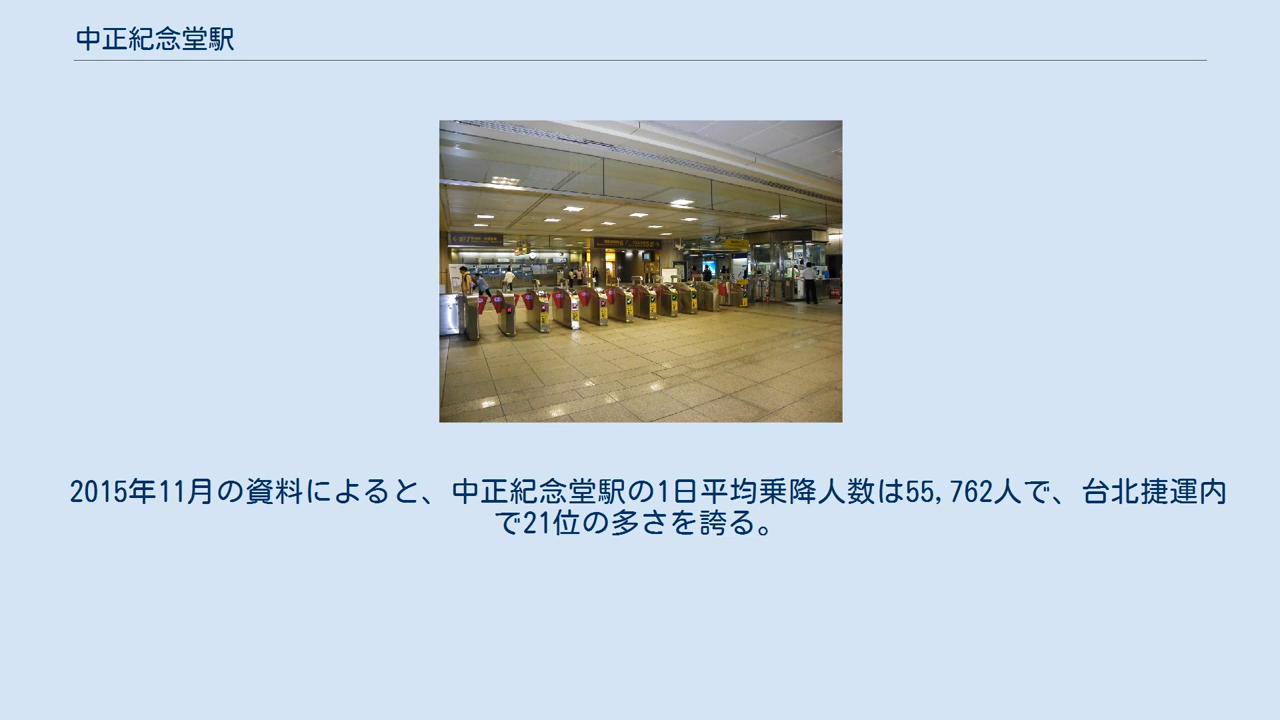 中正紀念堂駅
2015年11月の資料によると、中正紀念堂駅の1日平均乗降人数は55,762人で、台北捷運内
で21位の多さを誇る。